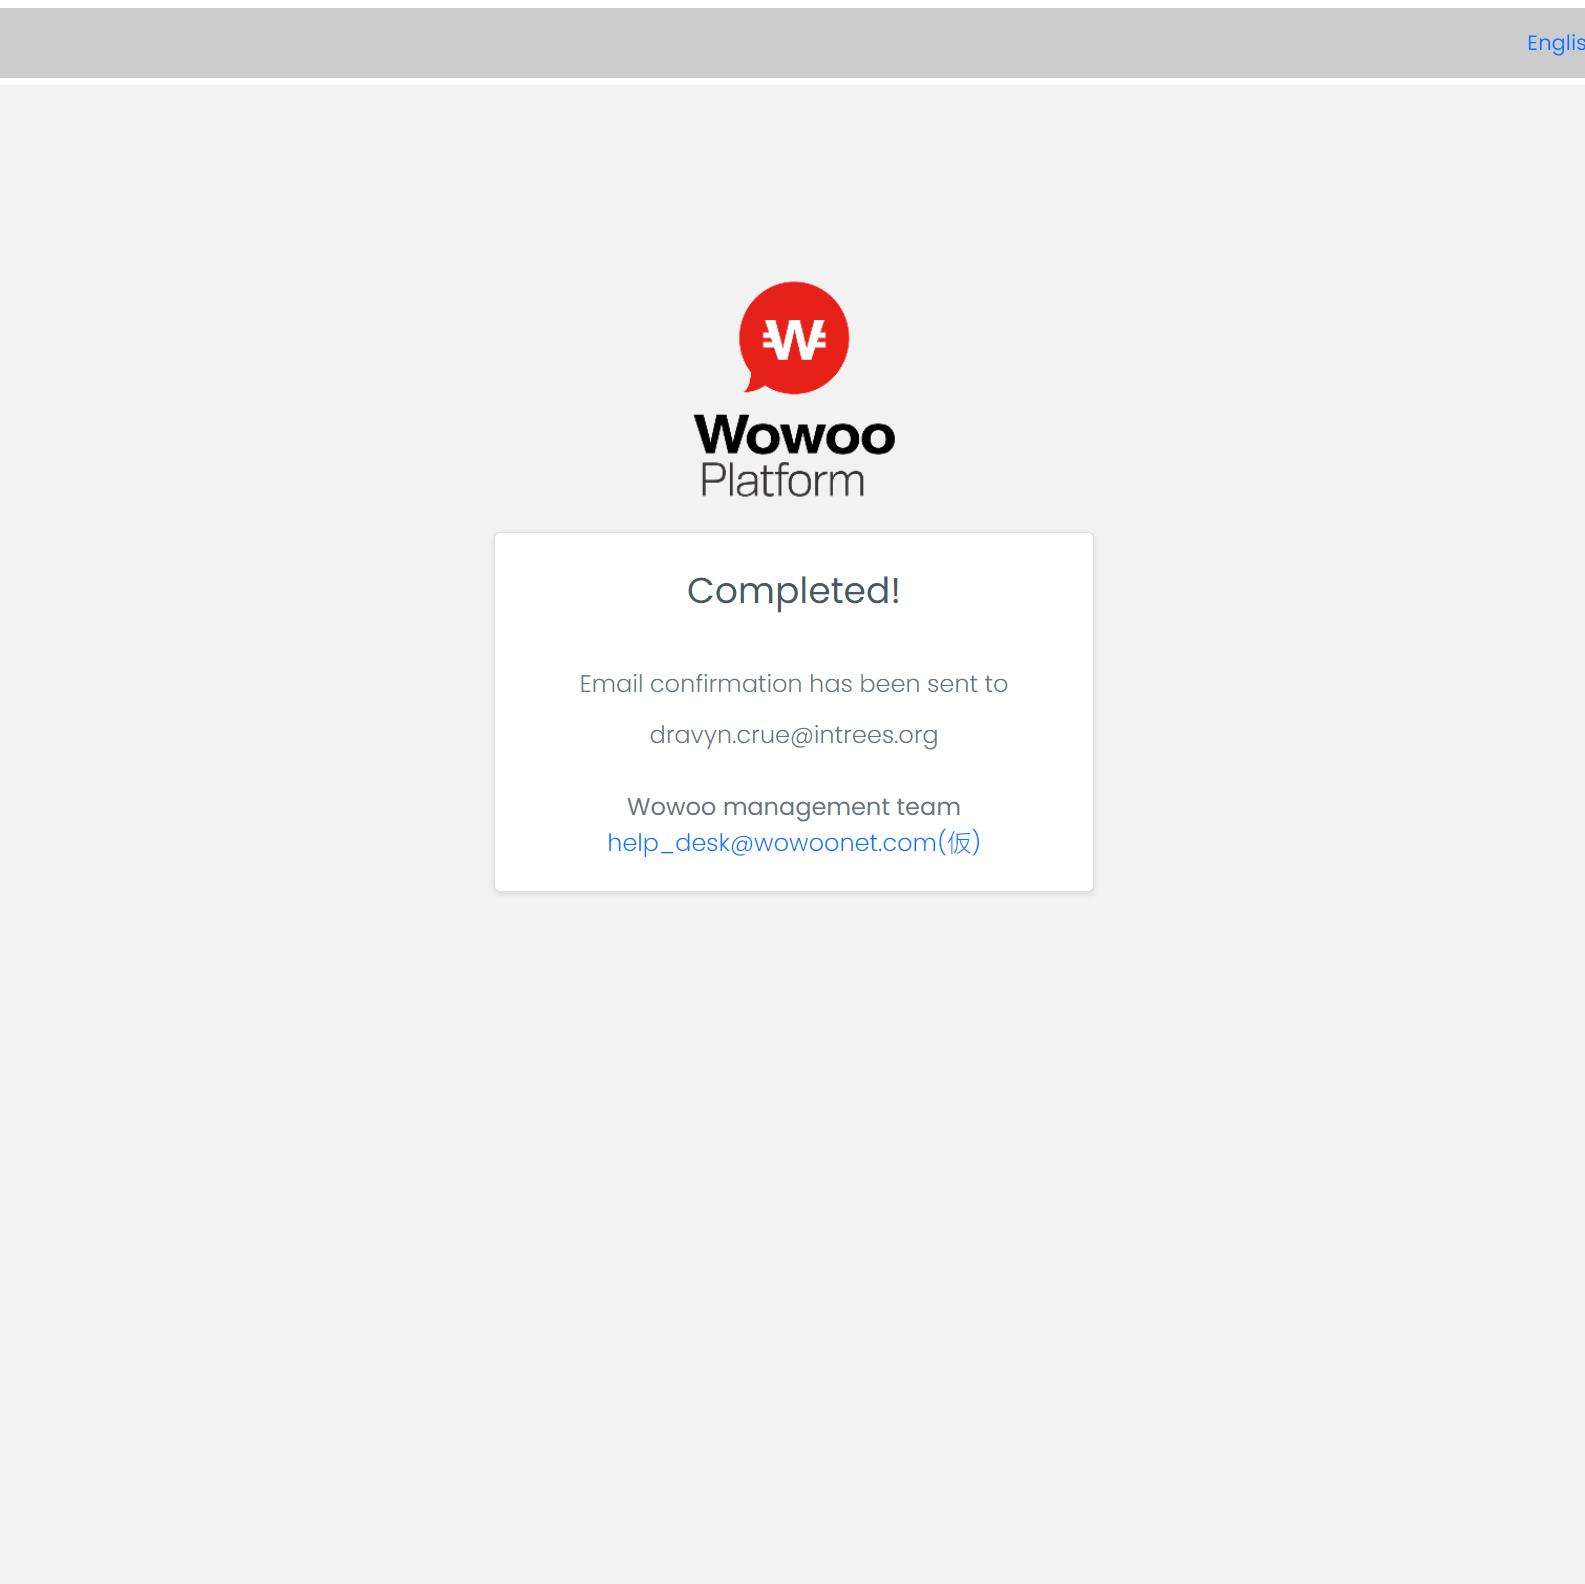 Englis
W
Wowoo
Platform
Completed!
Email confirmation has been sent to
dravyn.crue@intrees.org
Wowoo management team
help_desk@wowoonet.com(仮)